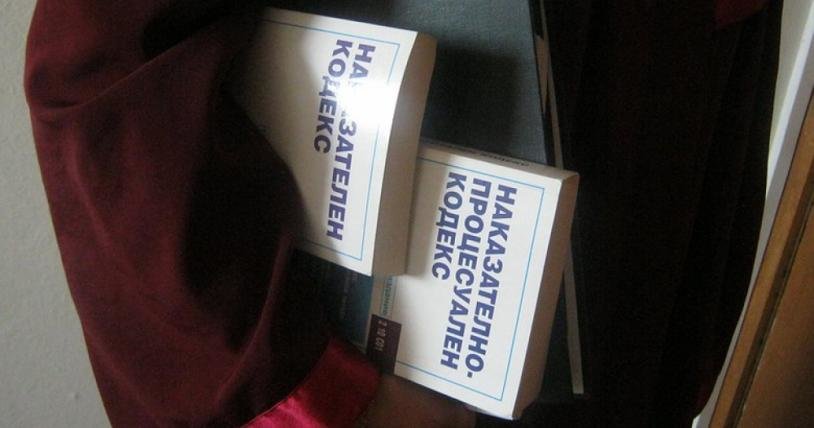 НАКАЗАТЕЛЕН
КОДЕКС
НАКАЗАТЕЛНО-
ПРОЦЕСУАЛЕН
КОДЕКС